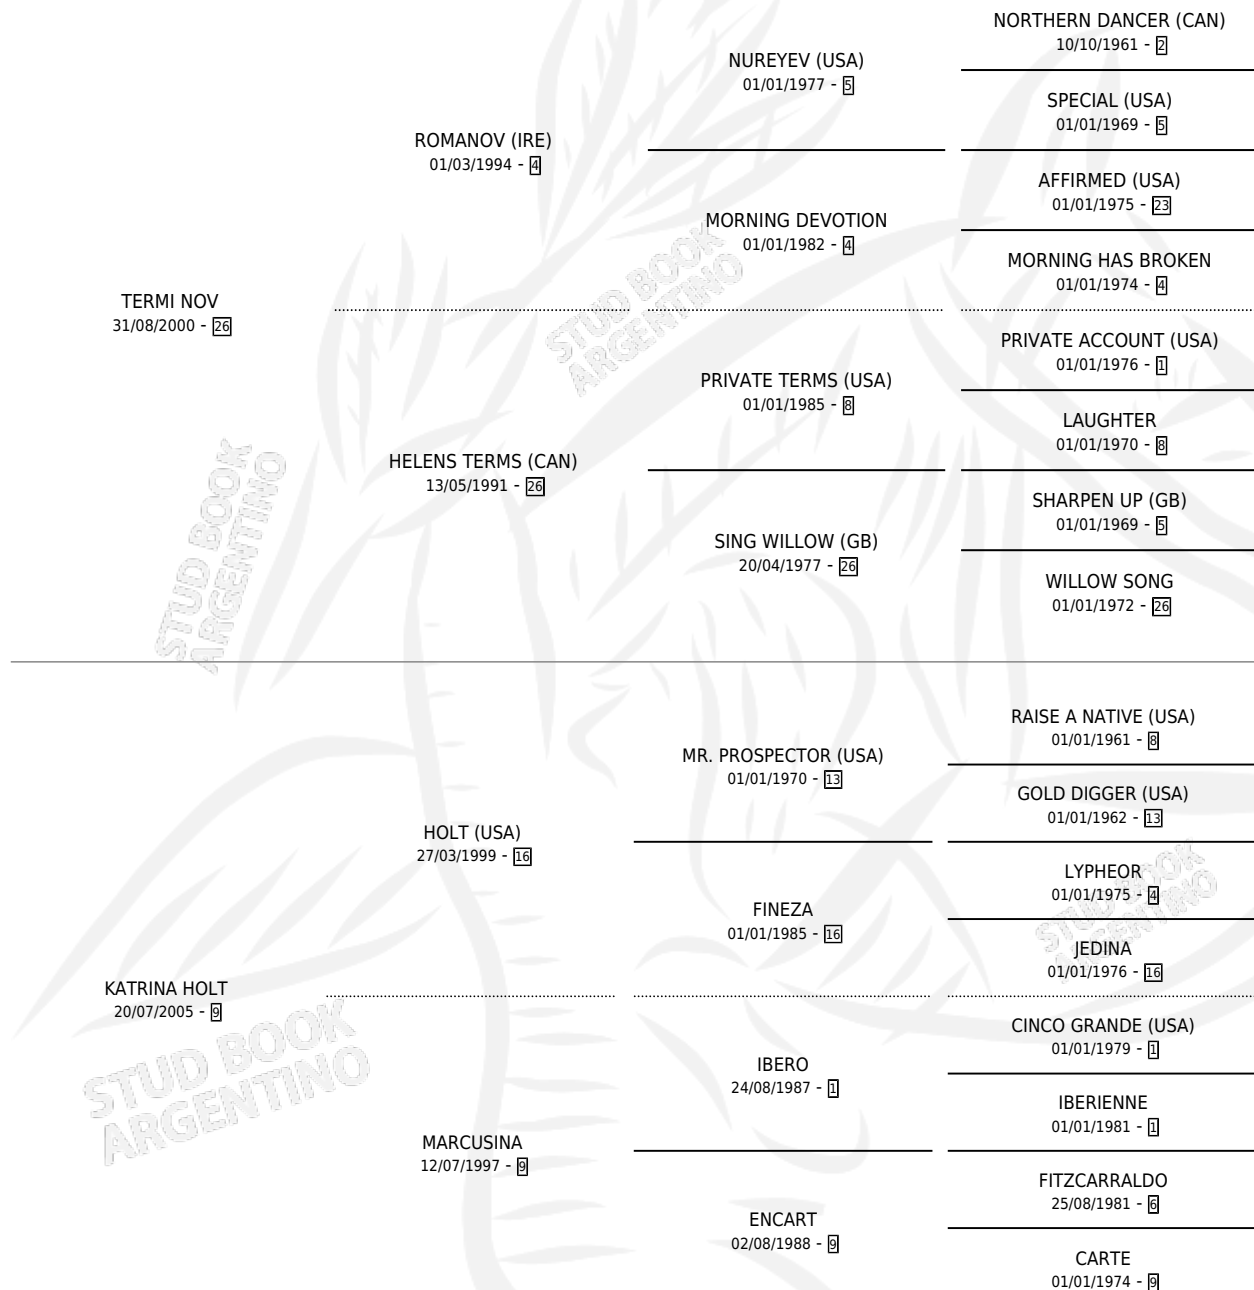 NORTHERN DANCER (CAN)
10/10/1961 - 2
NUREYEV (USA)
01/01/1977 - 5
SPECIAL (USA)
01/01/1969 - 5
ROMANOV (IRE)
01/03/1994 - 4
AFFIRMED (USA)
01/01/1975 - 23
MORNING DEVOTION
01/01/1982 - 4
MORNING HAS BROKEN
01/01/1974 - 4
TERMI NOV
31/08/2000 - 26
PRIVATE ACCOUNT (USA)
01/01/1976 - 1
PRIVATE TERMS (USA)
01/01/1985 - 8
LAUGHTER
01/01/1970 - 8
HELENS TERMS (CAN)
13/05/1991 - 26
SHARPEN UP (GB)
01/01/1969 - 5
SING WILLOW (GB)
20/04/1977 - 26
WILLOW SONG
01/01/1972 - 26
RAISE A NATIVE (USA)
01/01/1961 - 8
MR. PROSPECTOR (USA)
01/01/1970 - 13
GOLD DIGGER (USA)
01/01/1962 - 13
HOLT (USA)
27/03/1999 - 16
LYPHEOR
01/01/1975 - 4
FINEZA
01/01/1985 - 16
JEDINA
01/01/1976 - 16
KATRINA HOLT
20/07/2005 - 9
CINCO GRANDE (USA)
01/01/1979 - 1
IBERO
24/08/1987 - 1
IBERIENNE
01/01/1981 - 1
MARCUSINA
12/07/1997 - 9
FITZCARRALDO
25/08/1981 - 6
ENCART
02/08/1988 - 9
CARTE
01/01/1974 - 9
STUD BOOK
ARGENTINO
STUD BOOK
ARGENTINO
STUD BOOK
ARGENTINO
STUD BOOK
ARGENTINO